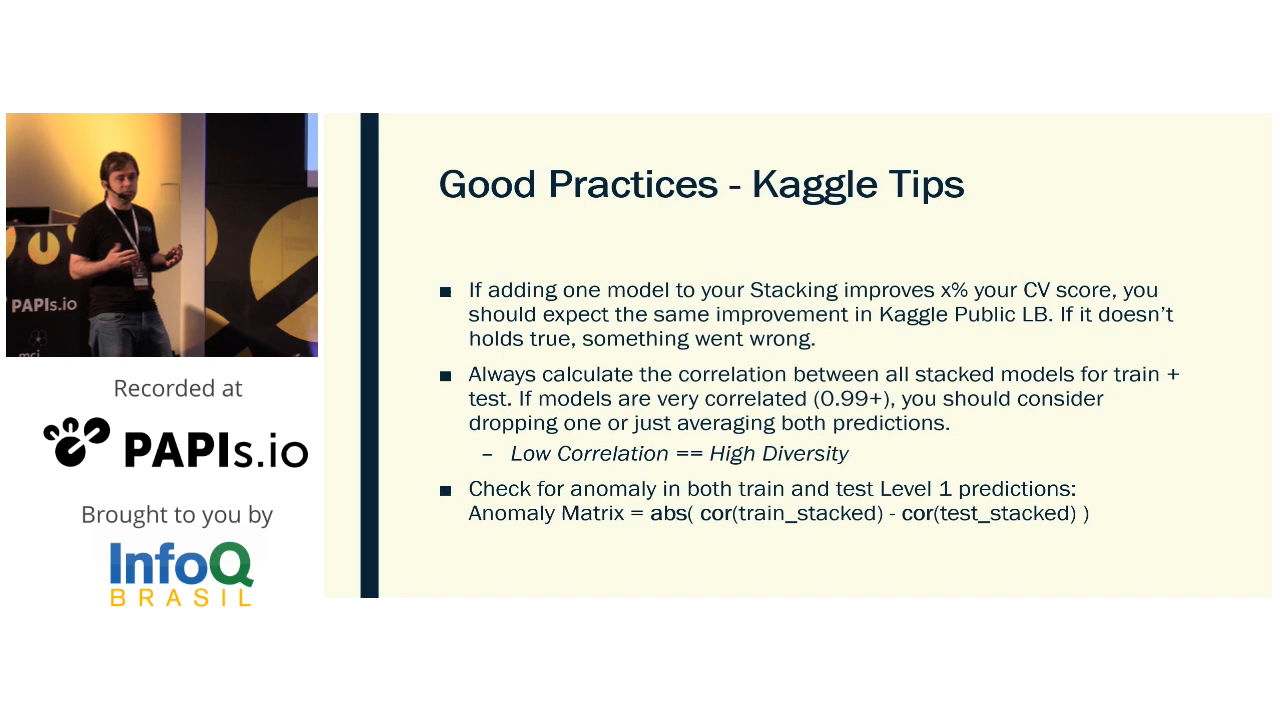 PAPIs.io
mci
Recorded at
PAPIs.io
Brought to you by
InfoQ
BRASIL
Good Practices - Kaggle Tips
■ If adding one model to your Stacking improves x% your CV score, you
should expect the same improvement in Kaggle Public LB. If it doesn't
holds true, something went wrong.
■ Always calculate the correlation between all stacked models for train +
test. If models are very correlated (0.99+), you should consider
dropping one or just averaging both predictions.
– Low Correlation == High Diversity
■ Check for anomaly in both train and test Level 1 predictions:
Anomaly Matrix = abs( cor(train_stacked) - cor(test_stacked) )